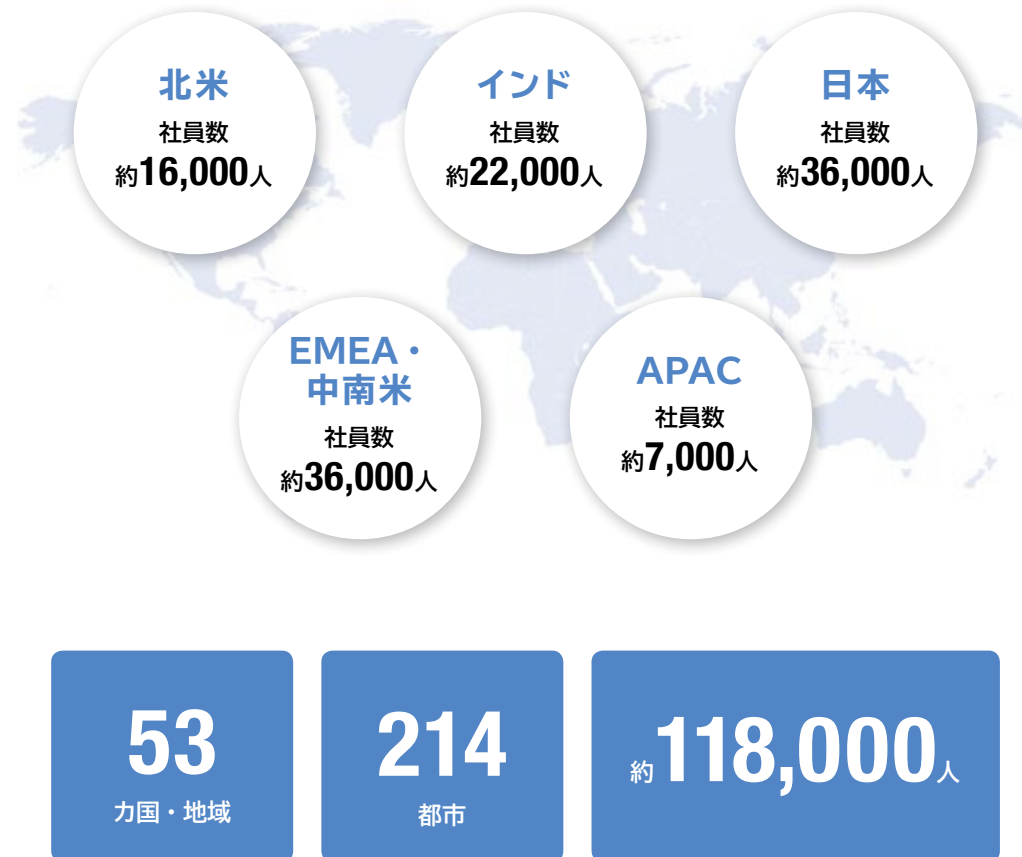 北米
社員数
約16,000人
インド
社員数
約22,000人
日本
社員数
約36,000人
EMEA・
中南米
社員数
約36,000人
APAC
社員数
約7,000人
53
カ国・地域
214
都市
約118,000人